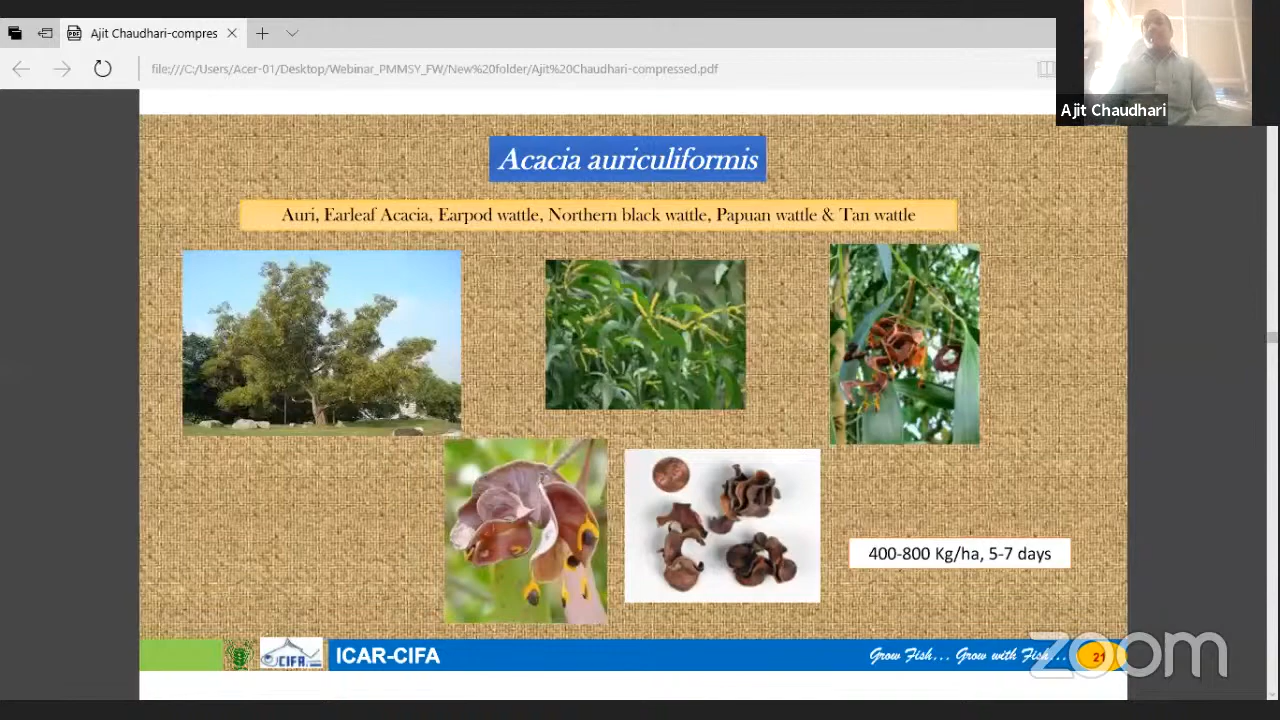 Ajit Chaudhari-compres
file:///C:/Users/Acer-01/Desktop/Webinar_PMMSY_FW/New%20folder/Ajit%20Chaudhari-compressed.pdf
Ajit Chaudhari
Acacia auriculiformis
Auri, Earleaf Acacia, Earpod wattle, Northern black wattle, Papuan wattle & Tan wattle
400-800 Kg/ha, 5-7 days
CIFA
ICAR-CIFA
Grow Fish... Grow with Fish...
21
zoom